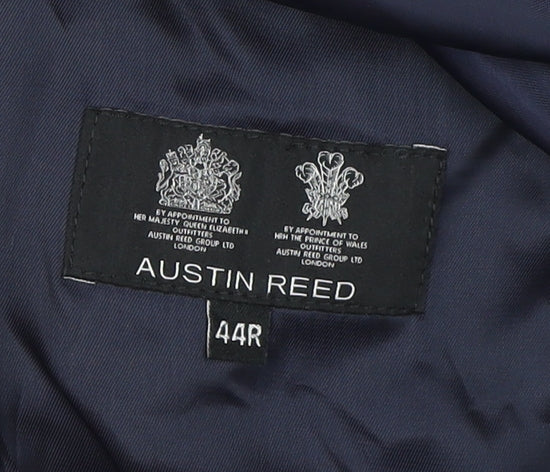 BY APPOINTMENT TO
HER MAJESTY QUEEN ELIZABETH II
OUTFITTERS
AUSTIN REED GROUP LTD
LONDON
BY APPOINTMENT TO
HRH THE PRINCE OF WALES
OUTFITTERS
AUSTIN REED GROUP LTD
LONDON
AUSTIN REED
44R